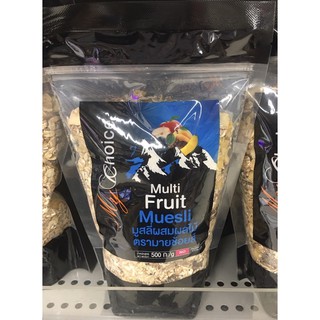 My Choice
Multi
Fruit
Muesli
มูสลี่ผสมผลไม้
ตรามายช้อยส์
500 ก./g